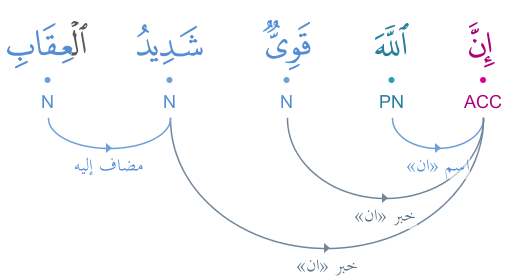 إِنَّ ٱللَّهَ قَوِىٌّ شَدِيدُ ٱلْعِقَابِ
ACC PN N N N
اسم «ان» مضاف إليه
خبر «ان»
خبر «ان»